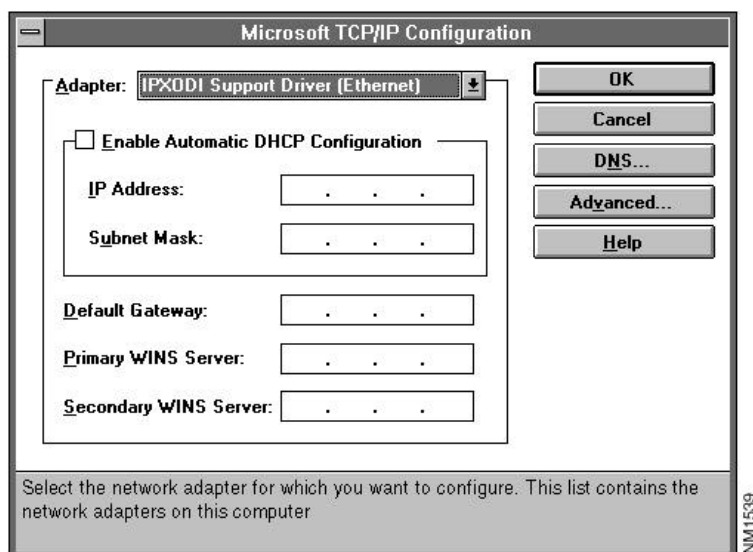 Microsoft TCP/IP Configuration
Adapter: IPXODI Support Driver (Ethernet)
Enable Automatic DHCP Configuration
IP Address: . . .
Subnet Mask: . . .
Default Gateway: . . .
Primary WINS Server: . . .
Secondary WINS Server: . . .
OK
Cancel
DNS...
Advanced...
Help
Select the network adapter for which you want to configure. This list contains the
network adapters on this computer
NM1539